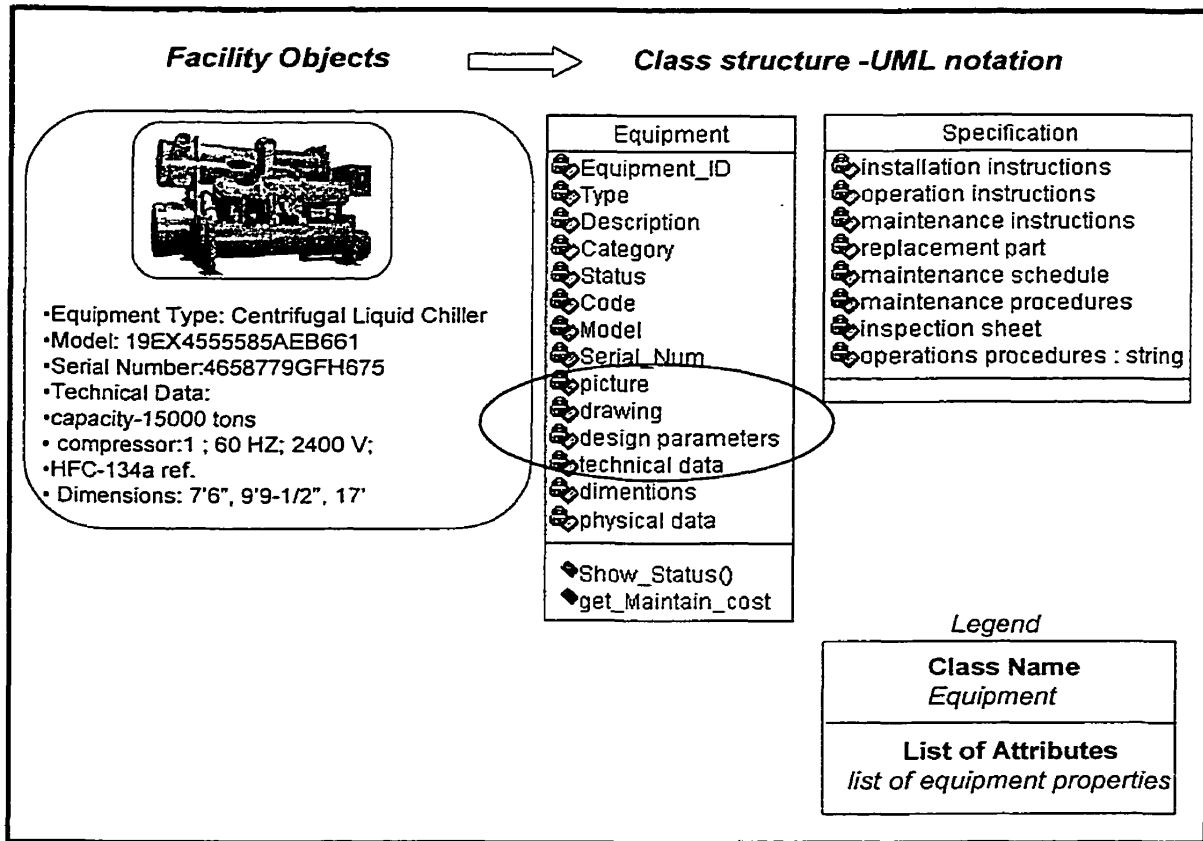 Facility Objects
Class structure -UML notation
•Equipment Type: Centrifugal Liquid Chiller
•Model: 19EX4555585AEB661
•Serial Number:4658779GFH675
•Technical Data:
•capacity-15000 tons
• compressor:1 ; 60 HZ; 2400 V;
•HFC-134a ref.
• Dimensions: 7'6", 9'9-1/2", 17'
Equipment
Equipment_ID
Type
Description
Category
Status
Code
Model
Serial_Num
picture
drawing
design parameters
technical data
dimentions
physical data
Show_Status()
get_Maintain_cost
Specification
installation instructions
operation instructions
maintenance instructions
replacement part
maintenance schedule
maintenance procedures
inspection sheet
operations procedures : string
Legend
Class Name
Equipment
List of Attributes
list of equipment properties